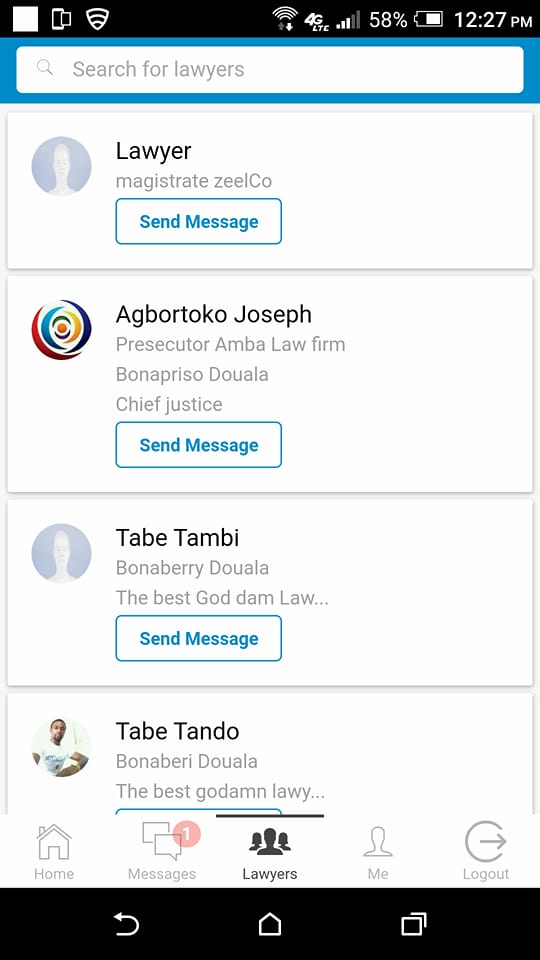 4G
LTE
58%
12:27 PM
Search for lawyers
Lawyer
magistrate zeelCo
Send Message
Agbortoko Joseph
Presecutor Amba Law firm
Bonapriso Douala
Chief justice
Send Message
Tabe Tambi
Bonaberry Douala
The best God dam Law...
Send Message
Tabe Tando
Bonaberi Douala
The best godamn lawy...
1
Home
Messages
Lawyers
Me
Logout